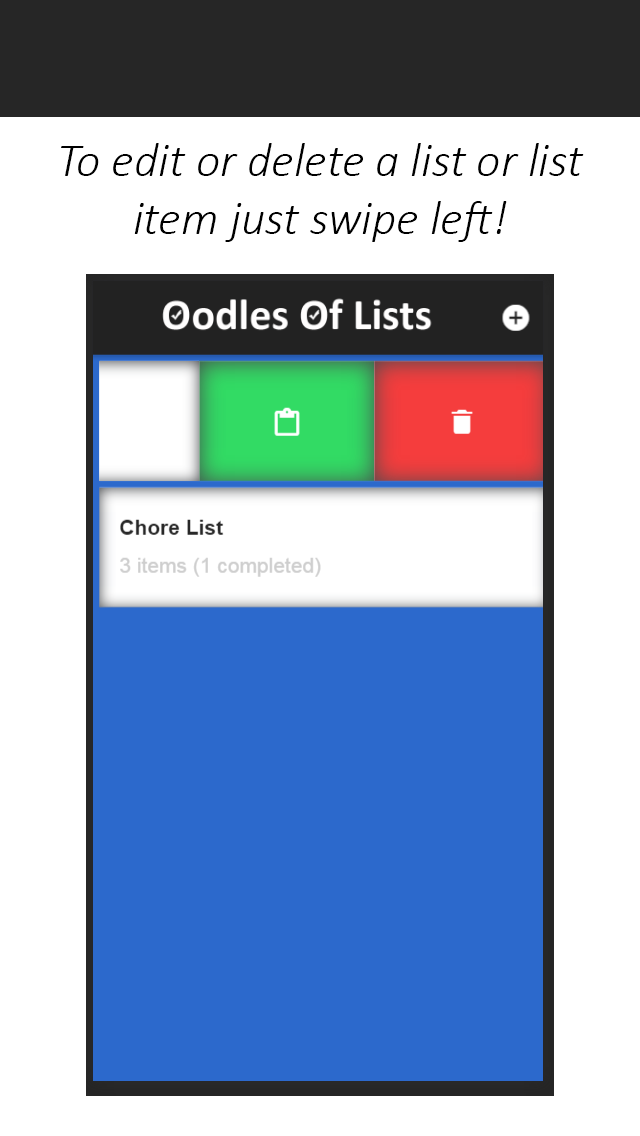 To edit or delete a list or list
item just swipe left!
Oodles Of Lists
Chore List
3 items (1 completed)